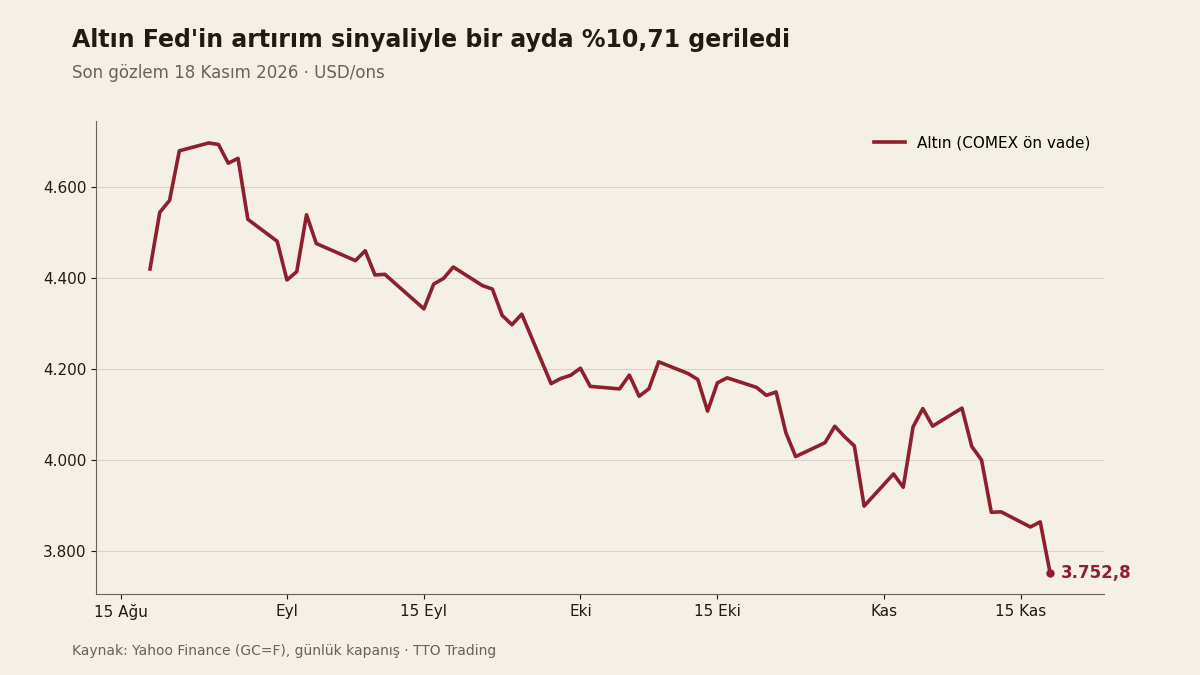 Altın Fed'in artırım sinyaliyle bir ayda %10,71 geriledi
Son gözlem 18 Kasım 2026 · USD/ons
Altın (COMEX ön vade)
4.600
4.400
4.200
4.000
3.800
3.752,8
15 Ağu
Eyl
15 Eyl
Eki
15 Eki
Kas
15 Kas
Kaynak: Yahoo Finance (GC=F), günlük kapanış · TTO Trading